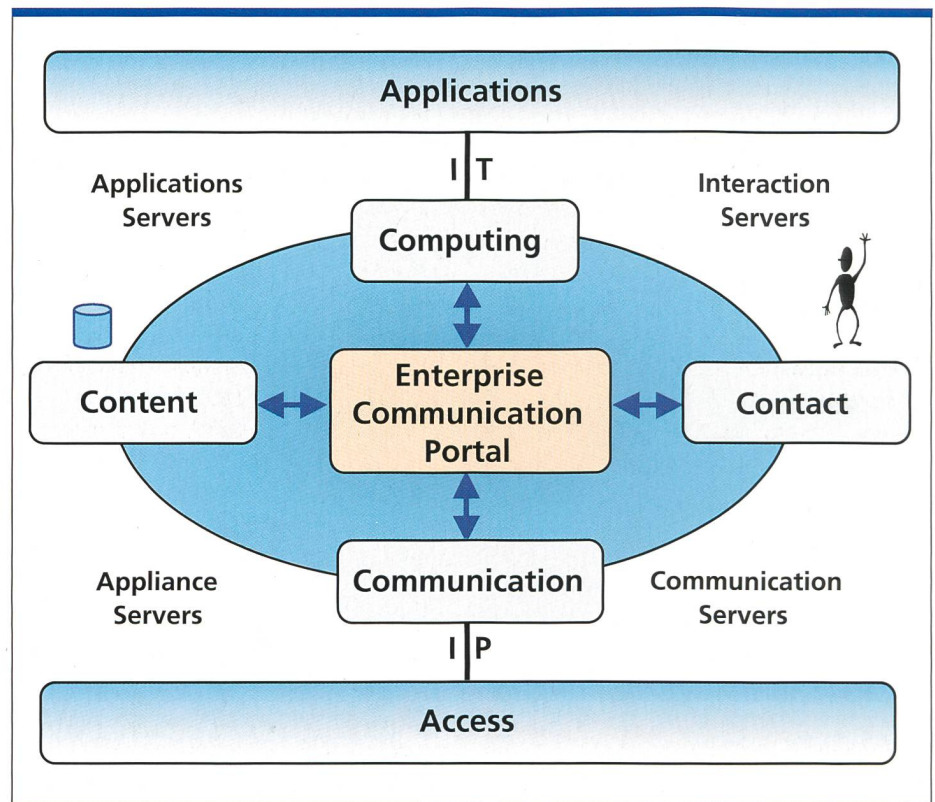 Applications
I T
Applications
Servers
Interaction
Servers
Computing
Content
Enterprise
Communication
Portal
Contact
Communication
Appliance
Servers
Communication
Servers
I P
Access